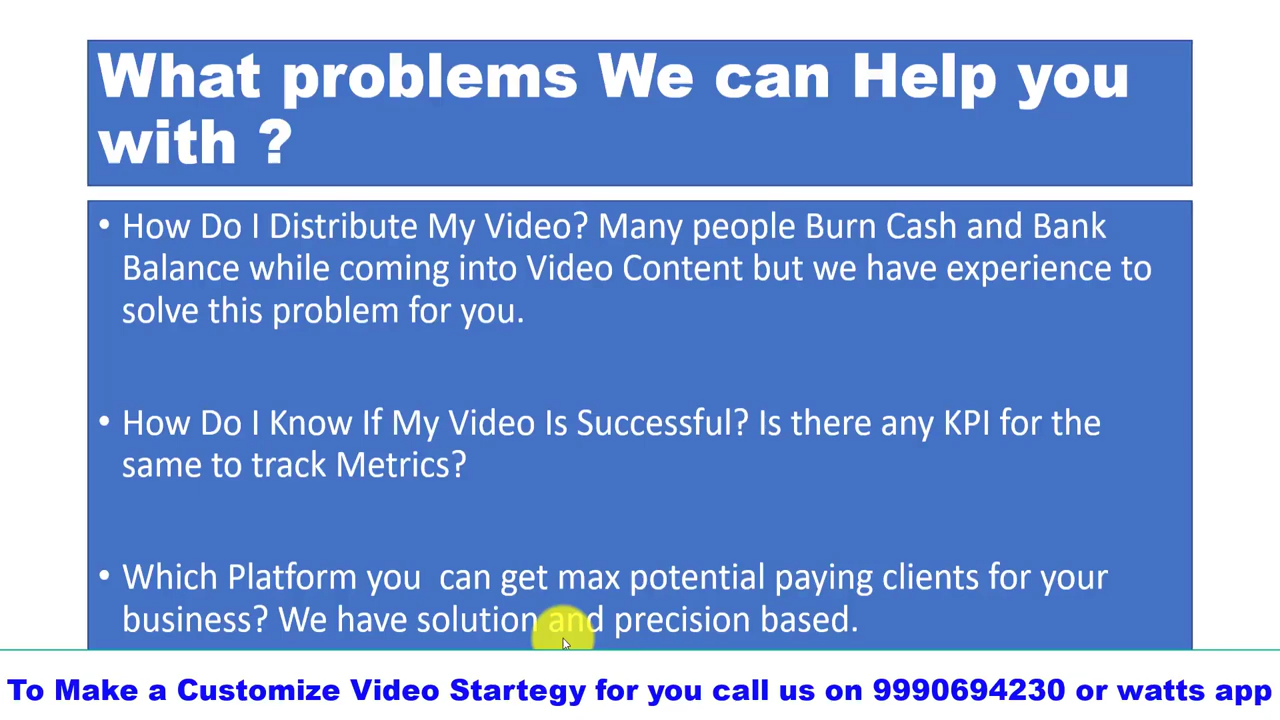 What problems We can Help you
with ?
• How Do I Distribute My Video? Many people Burn Cash and Bank
Balance while coming into Video Content but we have experience to
solve this problem for you.
• How Do I Know If My Video Is Successful? Is there any KPI for the
same to track Metrics?
• Which Platform you  can get max potential paying clients for your
business? We have solution and precision based.
To Make a Customize Video Startegy for you call us on 9990694230 or watts app